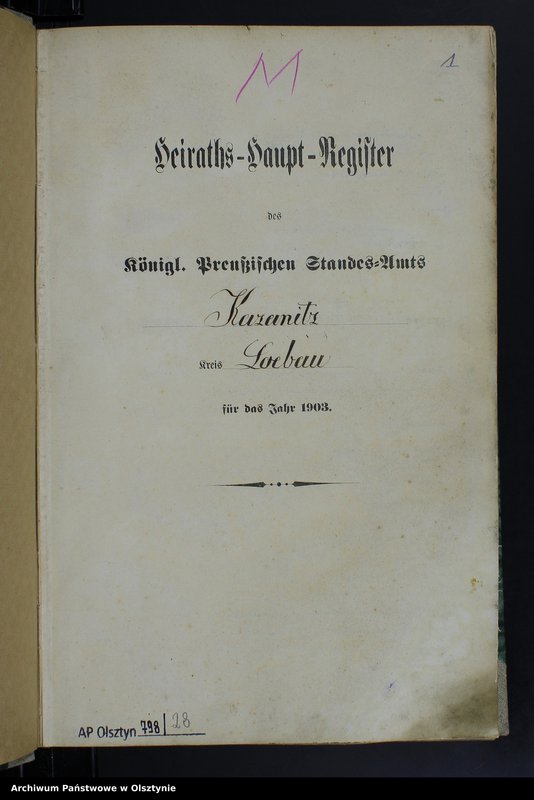 M
1
Heiraths-Haupt-Register
des
Königl. Preußischen Standes-Amts
Kazanitz
Kreis Loebau
für das Jahr 1903.
AP Olsztyn 798/28
Archiwum Państwowe w Olsztynie